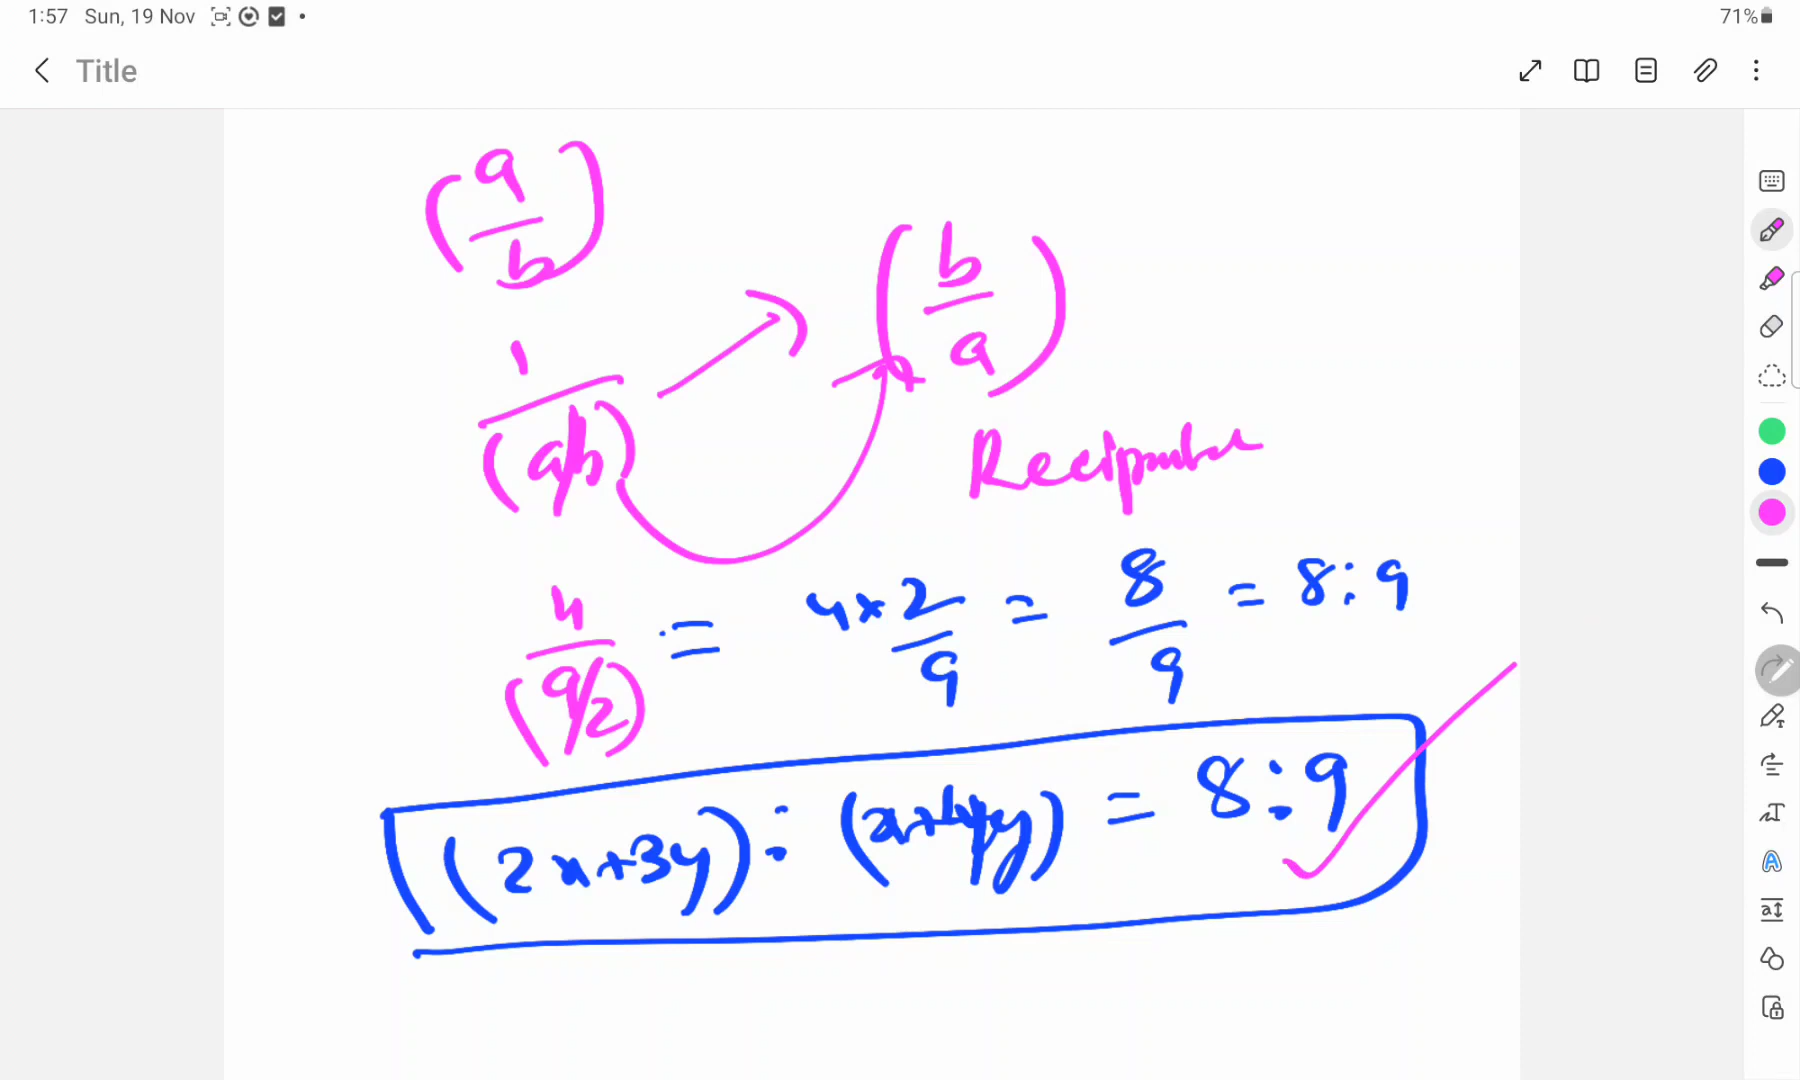 1:57 Sun, 19 Nov 71%
Title
(a/b)
1/(a/b) → (b/a)
4/(9/2) = 4 × 2/9 = 8/9 = 8:9
(2x+3y) : (x+4y) = 8:9